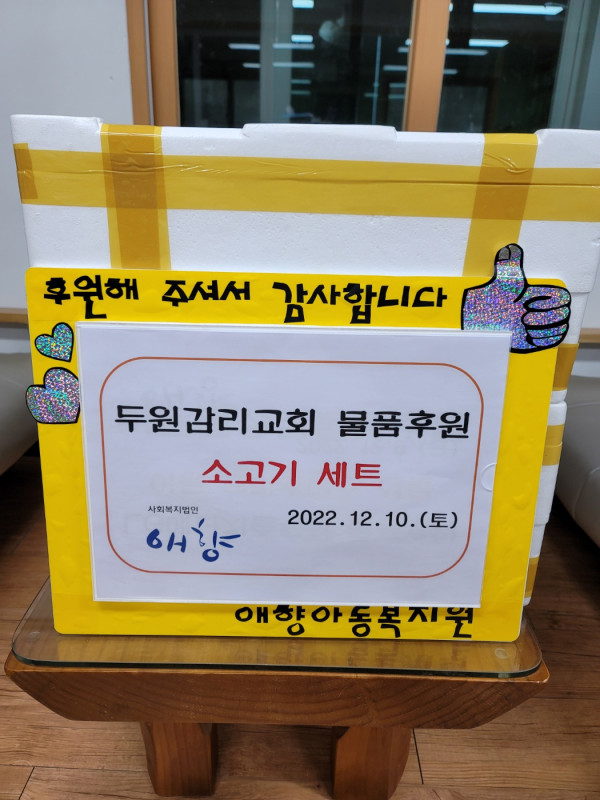 후원해 주셔서 감사합니다
두원감리교회 물품후원
소고기 세트
사회복지법인
애향
2022.12.10.(토)
애향아동복지원